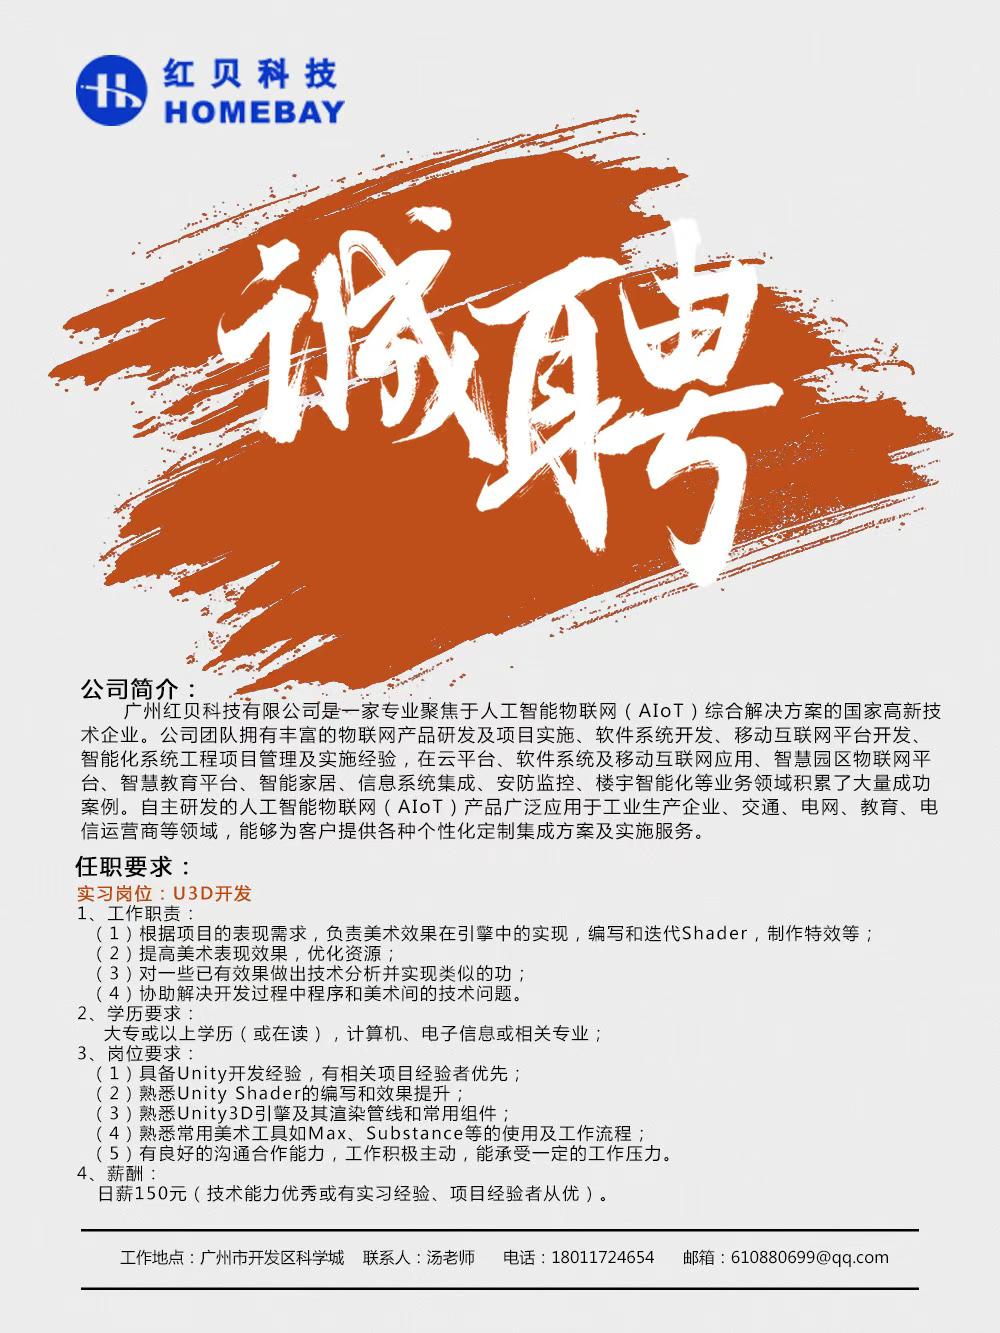 红贝科技
HOMEBAY
诚聘
公司简介：
广州红贝科技有限公司是一家专业聚焦于人工智能物联网（AIoT）综合解决方案的国家高新技
术企业。公司团队拥有丰富的物联网产品研发及项目实施、软件系统开发、移动互联网平台开发、
智能化系统工程项目管理及实施经验，在云平台、软件系统及移动互联网应用、智慧园区物联网平
台、智慧教育平台、智能家居、信息系统集成、安防监控、楼宇智能化等业务领域积累了大量成功
案例。自主研发的人工智能物联网（AIoT）产品广泛应用于工业生产企业、交通、电网、教育、电
信运营商等领域，能够为客户提供各种个性化定制集成方案及实施服务。
任职要求：
实习岗位：U3D开发
1、工作职责：
（1）根据项目的表现需求，负责美术效果在引擎中的实现，编写和迭代Shader，制作特效等；
（2）提高美术表现效果，优化资源；
（3）对一些已有效果做出技术分析并实现类似的功；
（4）协助解决开发过程中程序和美术间的技术问题。
2、学历要求：
大专或以上学历（或在读），计算机、电子信息或相关专业；
3、岗位要求：
（1）具备Unity开发经验，有相关项目经验者优先；
（2）熟悉Unity Shader的编写和效果提升；
（3）熟悉Unity3D引擎及其渲染管线和常用组件；
（4）熟悉常用美术工具如Max、Substance等的使用及工作流程；
（5）有良好的沟通合作能力，工作积极主动，能承受一定的工作压力。
4、薪酬：
日薪150元（技术能力优秀或有实习经验、项目经验者从优）。
工作地点：广州市开发区科学城 联系人：汤老师 电话：18011724654 邮箱：610880699@qq.com